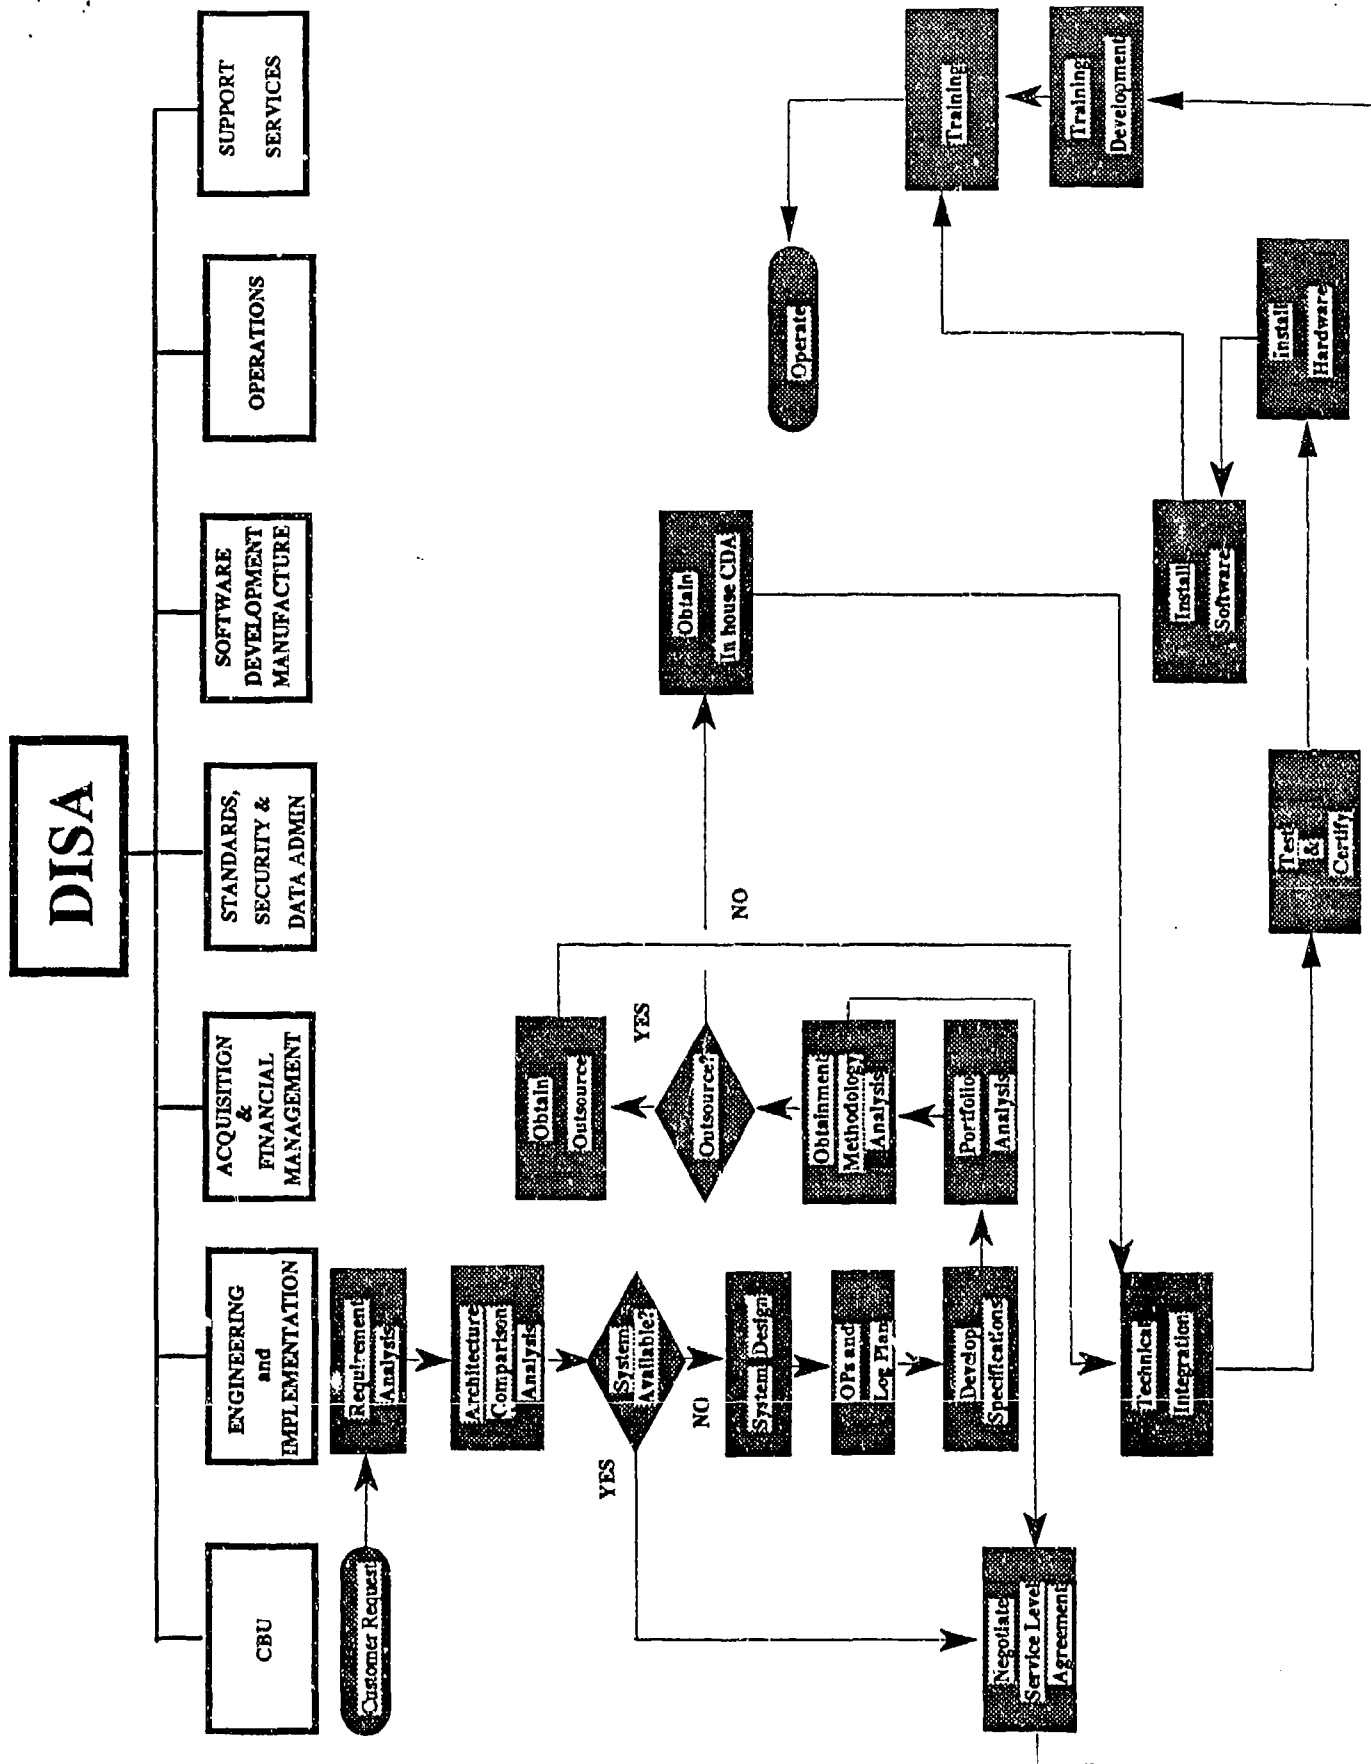 DISA
CBU
ENGINEERING
and
IMPLEMENTATION
ACQUISITION
&
FINANCIAL
MANAGEMENT
STANDARDS,
SECURITY &
DATA ADMIN
SOFTWARE
DEVELOPMENT
MANUFACTURE
OPERATIONS
SUPPORT
SERVICES
Customer Request
Requirement
Analysis
Architecture
Comparison
Analysis
System
Available?
YES
NO
System Design
OPs and
Log Plan
Develop
Specifications
Portfolio
Analysis
Obtainment
Methodology
Analysis
Outsource?
YES
NO
Obtain
Outsource
Obtain
In house CDA
Negotiate
Service Level
Agreement
Technical
Integration
Test
&
Certify
install
Hardware
Install
Software
Training
Development
Training
Operate